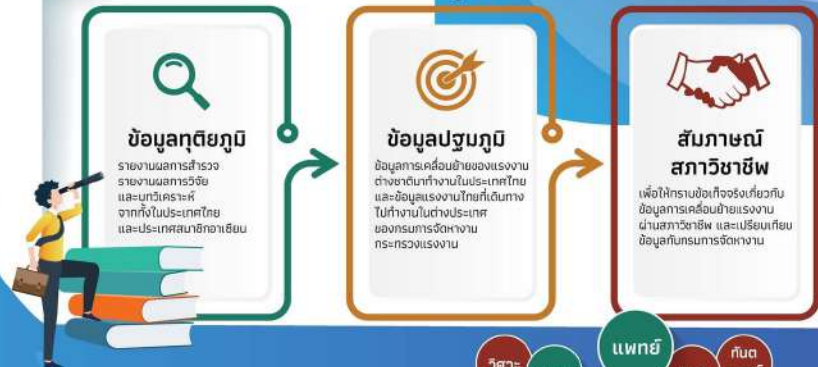 ข้อมูลทุติยภูมิ
รายงานผลการสำรวจ
รายงานผลการวิจัย
และบทวิเคราะห์
จากทั้งในประเทศไทย
และประเทศสมาชิกอาเซียน
ข้อมูลปฐมภูมิ
ข้อมูลการเคลื่อนย้ายของแรงงาน
ต่างชาติมาทำงานในประเทศไทย
และข้อมูลแรงงานไทยที่เดินทาง
ไปทำงานในต่างประเทศ
ของกรมการจัดหางาน
กระทรวงแรงงาน
สัมภาษณ์
สภาวิชาชีพ
เพื่อให้ทราบข้อเท็จจริงเกี่ยวกับ
ข้อมูลการเคลื่อนย้ายแรงงาน
ผ่านสภาวิชาชีพ และเปรียบเทียบ
ข้อมูลกับกรมการจัดหางาน
แพทย์
ทันต